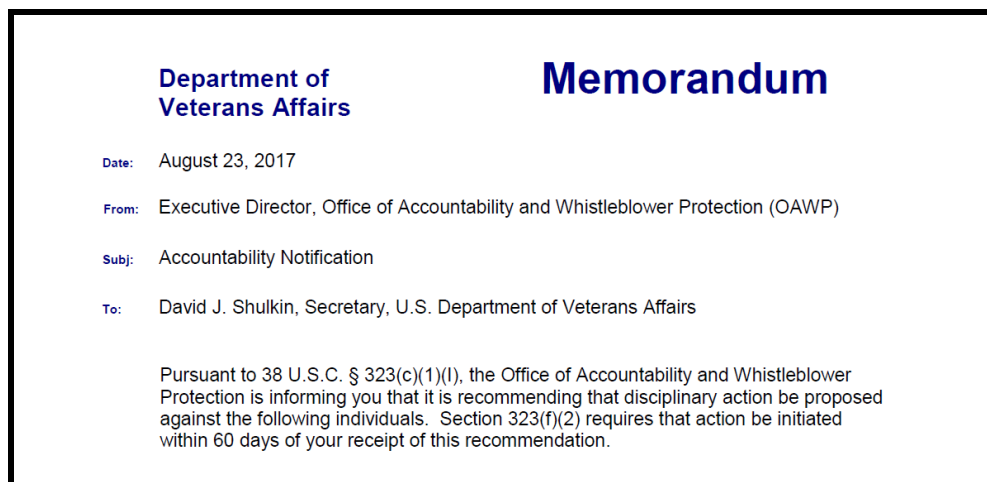 Department of
Veterans Affairs
Memorandum
Date: August 23, 2017
From: Executive Director, Office of Accountability and Whistleblower Protection (OAWP)
Subj: Accountability Notification
To: David J. Shulkin, Secretary, U.S. Department of Veterans Affairs
Pursuant to 38 U.S.C. § 323(c)(1)(I), the Office of Accountability and Whistleblower
Protection is informing you that it is recommending that disciplinary action be proposed
against the following individuals.  Section 323(f)(2) requires that action be initiated
within 60 days of your receipt of this recommendation.